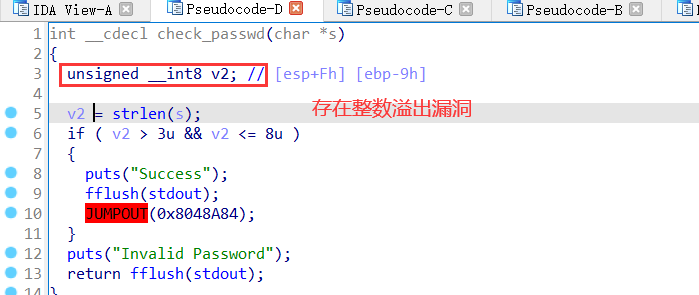 IDA View-A Pseudocode-D Pseudocode-C Pseudocode-B Pseudocode-A
1 int __cdecl check_passwd(char *s)
2 {
3 unsigned __int8 v2; // [esp+Fh] [ebp-9h]
4
存在整数溢出漏洞
5 v2 = strlen(s);
6 if ( v2 > 3u && v2 <= 8u )
7 {
8 puts("Success");
9 fflush(stdout);
10 JUMPOUT(0x8048A84);
11 }
12 puts("Invalid Password");
13 return fflush(stdout);
14 }